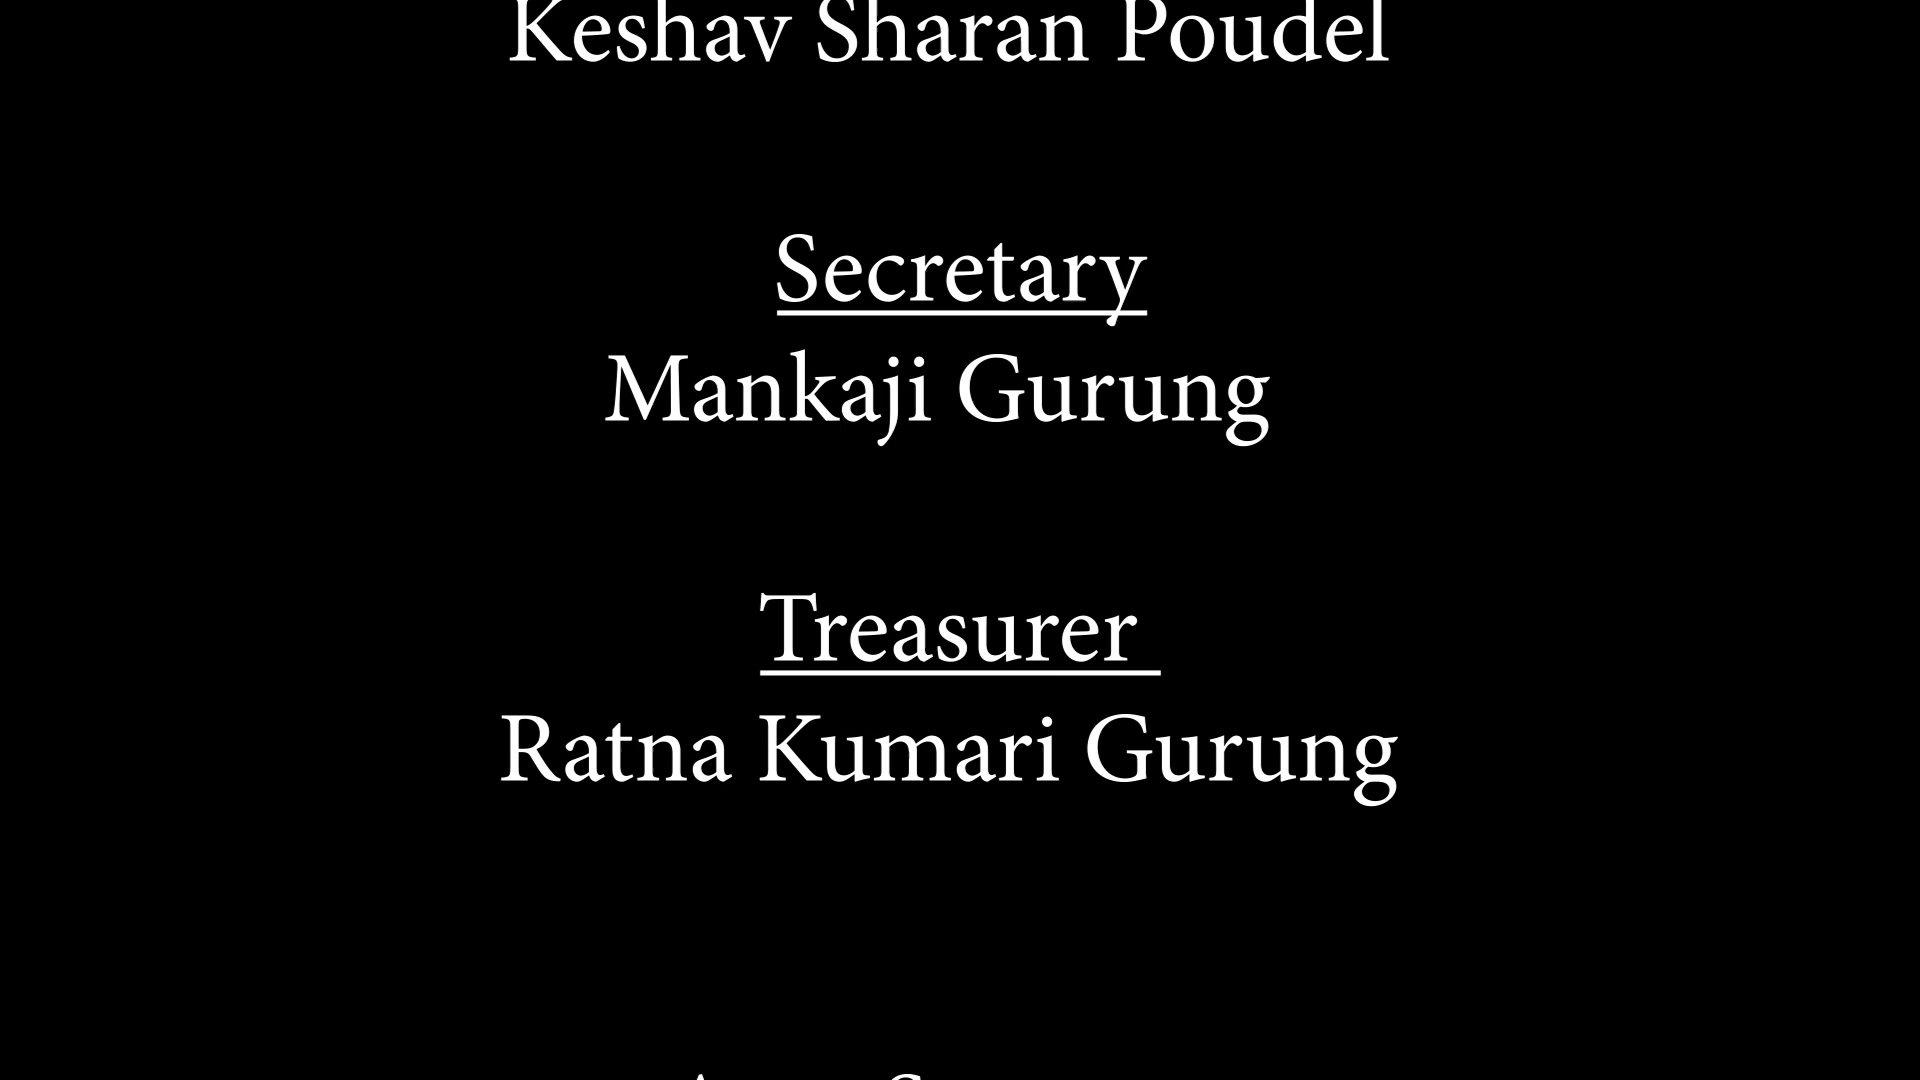 Keshav Sharan Poudel
Secretary
Mankaji Gurung
Treasurer
Ratna Kumari Gurung